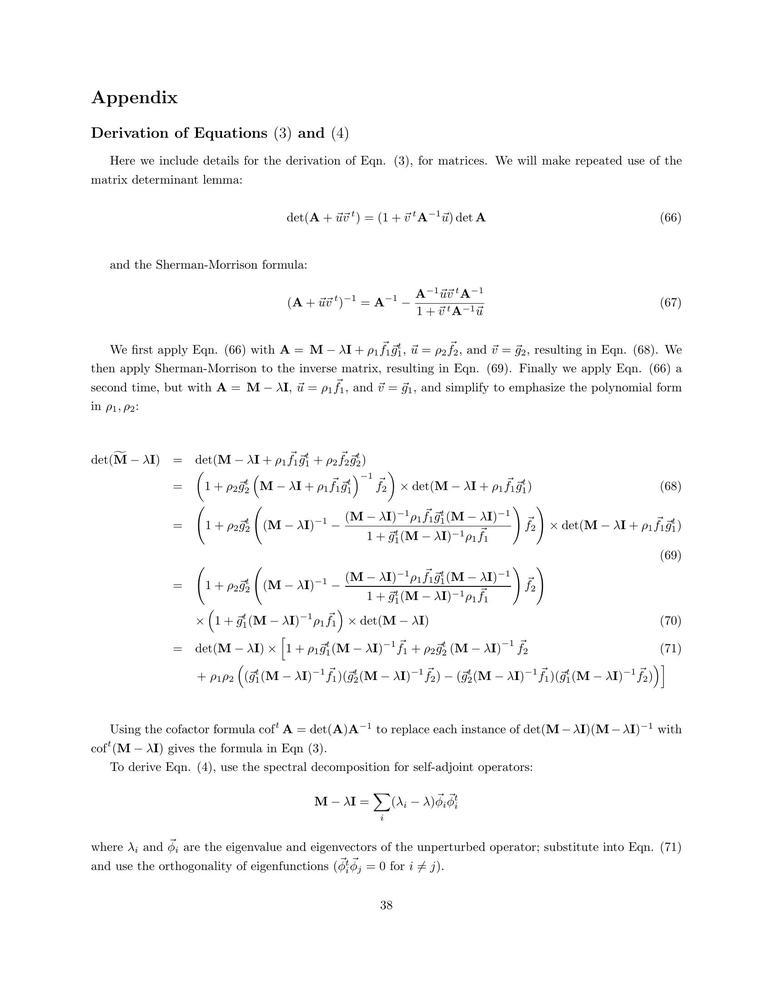 Appendix
Derivation of Equations (3) and (4)
Here we include details for the derivation of Eqn. (3), for matrices. We will make repeated use of the
matrix determinant lemma:
$\det(\mathbf{A} + \vec{u}\vec{v}^{\,t}) = (1 + \vec{v}^{\,t}\mathbf{A}^{-1}\vec{u}) \det \mathbf{A}$ (66)
and the Sherman-Morrison formula:
$(\mathbf{A} + \vec{u}\vec{v}^{\,t})^{-1} = \mathbf{A}^{-1} - \frac{\mathbf{A}^{-1}\vec{u}\vec{v}^{\,t}\mathbf{A}^{-1}}{1 + \vec{v}^{\,t}\mathbf{A}^{-1}\vec{u}}$ (67)
We first apply Eqn. (66) with $\mathbf{A} = \mathbf{M} - \lambda\mathbf{I} + \rho_1\vec{f}_1\vec{g}_1^t$, $\vec{u} = \rho_2\vec{f}_2$, and $\vec{v} = \vec{g}_2$, resulting in Eqn. (68). We
then apply Sherman-Morrison to the inverse matrix, resulting in Eqn. (69). Finally we apply Eqn. (66) a
second time, but with $\mathbf{A} = \mathbf{M} - \lambda\mathbf{I}$, $\vec{u} = \rho_1\vec{f}_1$, and $\vec{v} = \vec{g}_1$, and simplify to emphasize the polynomial form
in $\rho_1, \rho_2$:
$\det(\widetilde{\mathbf{M}} - \lambda\mathbf{I}) = \det(\mathbf{M} - \lambda\mathbf{I} + \rho_1\vec{f}_1\vec{g}_1^t + \rho_2\vec{f}_2\vec{g}_2^t)$
$= \left(1 + \rho_2\vec{g}_2^t \left(\mathbf{M} - \lambda\mathbf{I} + \rho_1\vec{f}_1\vec{g}_1^t\right)^{-1} \vec{f}_2\right) \times \det(\mathbf{M} - \lambda\mathbf{I} + \rho_1\vec{f}_1\vec{g}_1^t)$ (68)
$= \left(1 + \rho_2\vec{g}_2^t \left((\mathbf{M} - \lambda\mathbf{I})^{-1} - \frac{(\mathbf{M} - \lambda\mathbf{I})^{-1}\rho_1\vec{f}_1\vec{g}_1^t(\mathbf{M} - \lambda\mathbf{I})^{-1}}{1 + \vec{g}_1^t(\mathbf{M} - \lambda\mathbf{I})^{-1}\rho_1\vec{f}_1}\right) \vec{f}_2\right) \times \det(\mathbf{M} - \lambda\mathbf{I} + \rho_1\vec{f}_1\vec{g}_1^t)$
(69)
$= \left(1 + \rho_2\vec{g}_2^t \left((\mathbf{M} - \lambda\mathbf{I})^{-1} - \frac{(\mathbf{M} - \lambda\mathbf{I})^{-1}\rho_1\vec{f}_1\vec{g}_1^t(\mathbf{M} - \lambda\mathbf{I})^{-1}}{1 + \vec{g}_1^t(\mathbf{M} - \lambda\mathbf{I})^{-1}\rho_1\vec{f}_1}\right) \vec{f}_2\right)$
$\times \left(1 + \vec{g}_1^t(\mathbf{M} - \lambda\mathbf{I})^{-1}\rho_1\vec{f}_1\right) \times \det(\mathbf{M} - \lambda\mathbf{I})$ (70)
$= \det(\mathbf{M} - \lambda\mathbf{I}) \times \left[1 + \rho_1\vec{g}_1^t(\mathbf{M} - \lambda\mathbf{I})^{-1}\vec{f}_1 + \rho_2\vec{g}_2^t (\mathbf{M} - \lambda\mathbf{I})^{-1} \vec{f}_2\right.$ (71)
$\left. + \rho_1\rho_2 \left((\vec{g}_1^t(\mathbf{M} - \lambda\mathbf{I})^{-1}\vec{f}_1)(\vec{g}_2^t(\mathbf{M} - \lambda\mathbf{I})^{-1}\vec{f}_2) - (\vec{g}_2^t(\mathbf{M} - \lambda\mathbf{I})^{-1}\vec{f}_1)(\vec{g}_1^t(\mathbf{M} - \lambda\mathbf{I})^{-1}\vec{f}_2)\right)\right]$
Using the cofactor formula $\text{cof}^{\,t}\, \mathbf{A} = \det(\mathbf{A})\mathbf{A}^{-1}$ to replace each instance of $\det(\mathbf{M} - \lambda\mathbf{I})(\mathbf{M} - \lambda\mathbf{I})^{-1}$ with
$\text{cof}^{\,t}(\mathbf{M} - \lambda\mathbf{I})$ gives the formula in Eqn (3).
To derive Eqn. (4), use the spectral decomposition for self-adjoint operators:
$\mathbf{M} - \lambda\mathbf{I} = \sum_i (\lambda_i - \lambda)\vec{\phi}_i\vec{\phi}_i^t$
where $\lambda_i$ and $\vec{\phi}_i$ are the eigenvalue and eigenvectors of the unperturbed operator; substitute into Eqn. (71)
and use the orthogonality of eigenfunctions ($\vec{\phi}_i^t\vec{\phi}_j = 0$ for $i \neq j$).
38